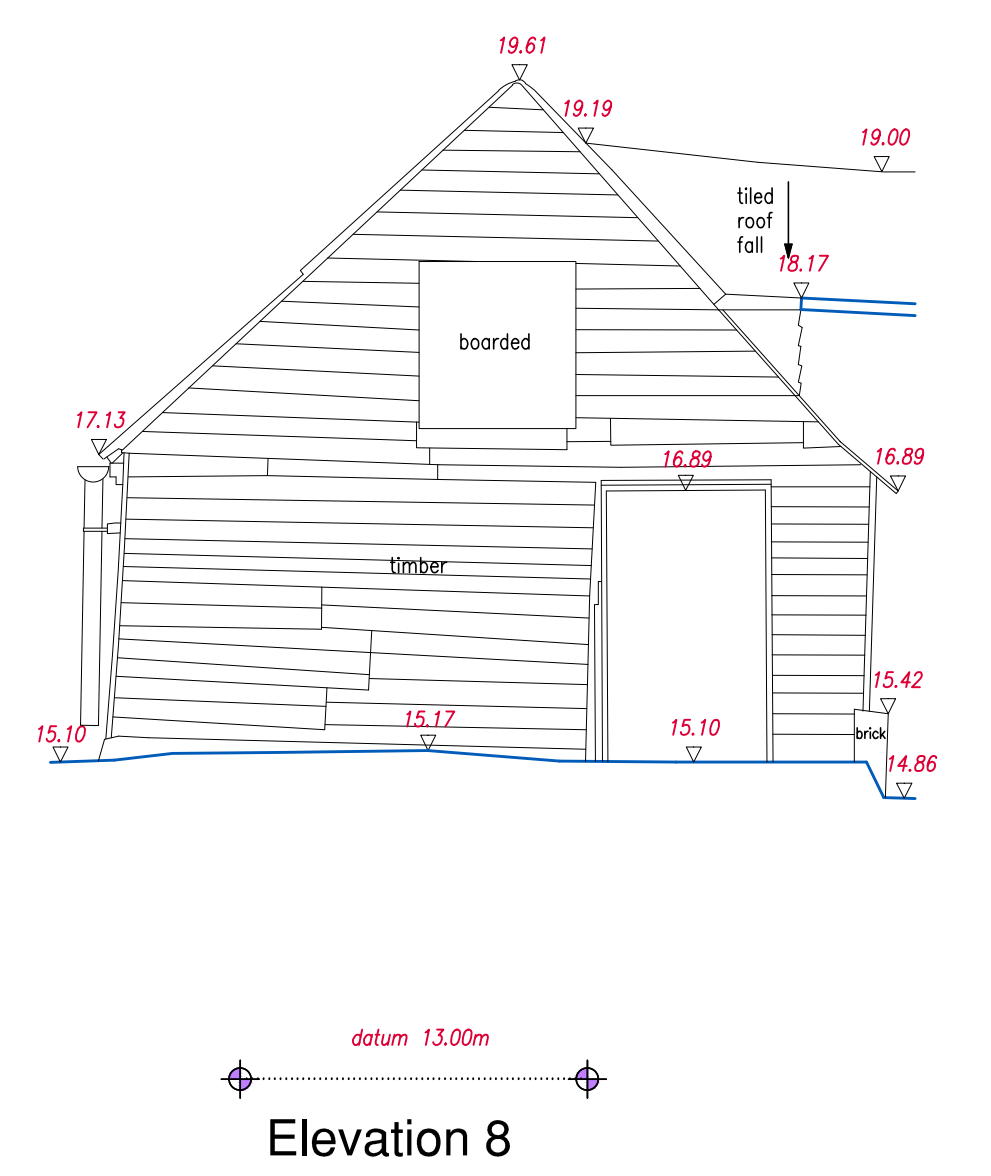 19.61
19.19
19.00
tiled
roof
fall
18.17
boarded
17.13
16.89
16.89
timber
15.42
15.17
15.10
15.10
brick
14.86
datum 13.00m
Elevation 8